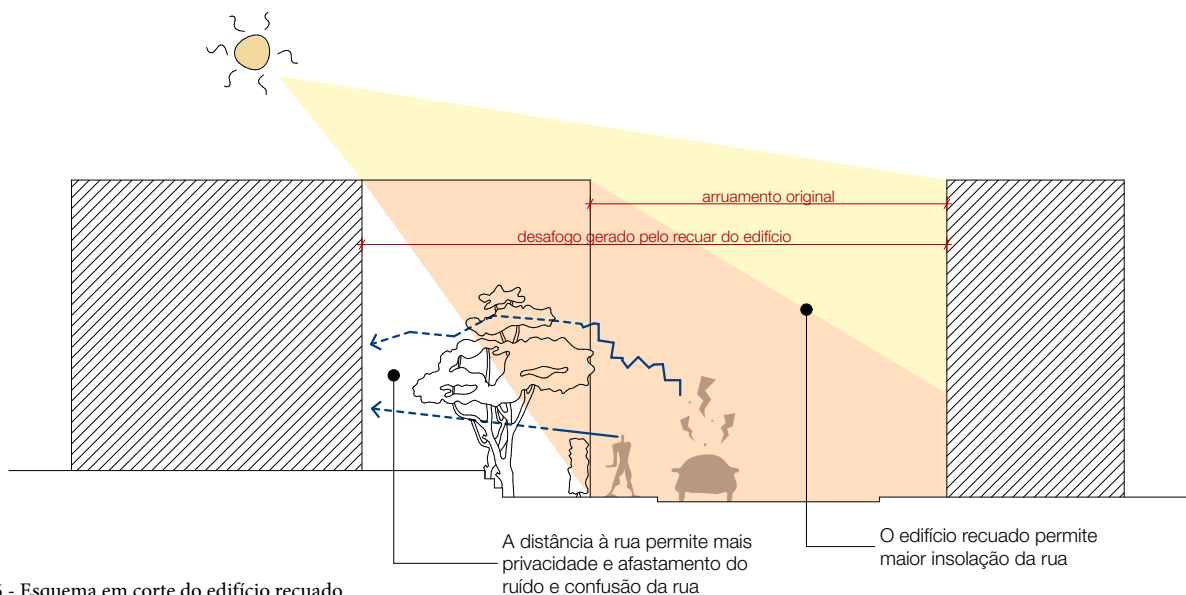 arruamento original
desafogo gerado pelo recuar do edifício
A distância à rua permite mais
privacidade e afastamento do
ruído e confusão da rua
O edifício recuado permite
maior insolação da rua
- Esquema em corte do edifício recuado